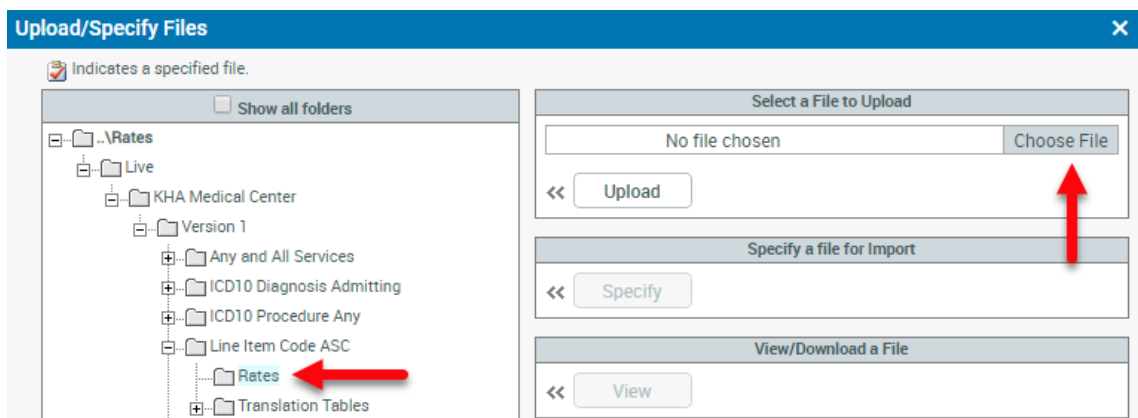 Upload/Specify Files
Indicates a specified file.
Show all folders
..\Rates
Live
KHA Medical Center
Version 1
Any and All Services
ICD10 Diagnosis Admitting
ICD10 Procedure Any
Line Item Code ASC
Rates
Translation Tables
Select a File to Upload
No file chosen
Choose File
Upload
Specify a file for Import
Specify
View/Download a File
View